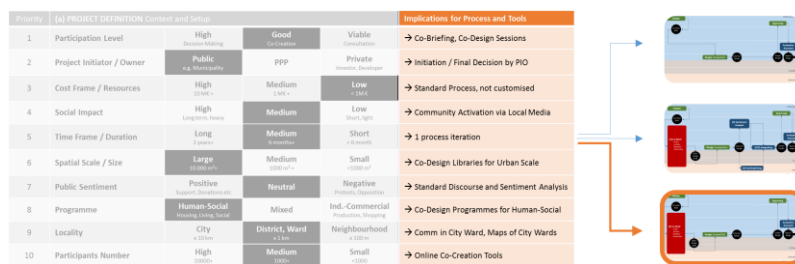 Priority (a) PROJECT DEFINITION Context and Setup Implications for Process and Tools
1 Participation Level High Good Viable → Co-Briefing, Co-Design Sessions
Decision Making Co-Creation Consultation
2 Project Initiator / Owner Public PPP Private → Initiation / Final Decision by PIO
e.g. Municipality Investor, Developer
3 Cost Frame / Resources High Medium Low → Standard Process, not customised
10 M€+ 1 M€+ < 1M €
4 Social Impact High Medium Low → Community Activation via Local Media
Long term, heavy Short, light
5 Time Frame / Duration Long Medium Short → 1 process iteration
2 years+ 6 months+ < 6 month
6 Spatial Scale / Size Large Medium Small → Co-Design Libraries for Urban Scale
10 000 m²+ 1000 m²+ <1000 m²
7 Public Sentiment Positive Neutral Negative → Standard Discourse and Sentiment Analysis
Support, Donations etc. Protests, Opposition
8 Programme Human-Social Mixed Ind.-Commercial → Co-Design Programmes for Human-Social
Housing, Living, Social Production, Shopping
9 Locality City District, Ward Neighbourhood → Comm in City Ward, Maps of City Wards
x 10 km x 1 km x 100 m
10 Participants Number High Medium Small → Online Co-Creation Tools
10000+ 1000+ <1000